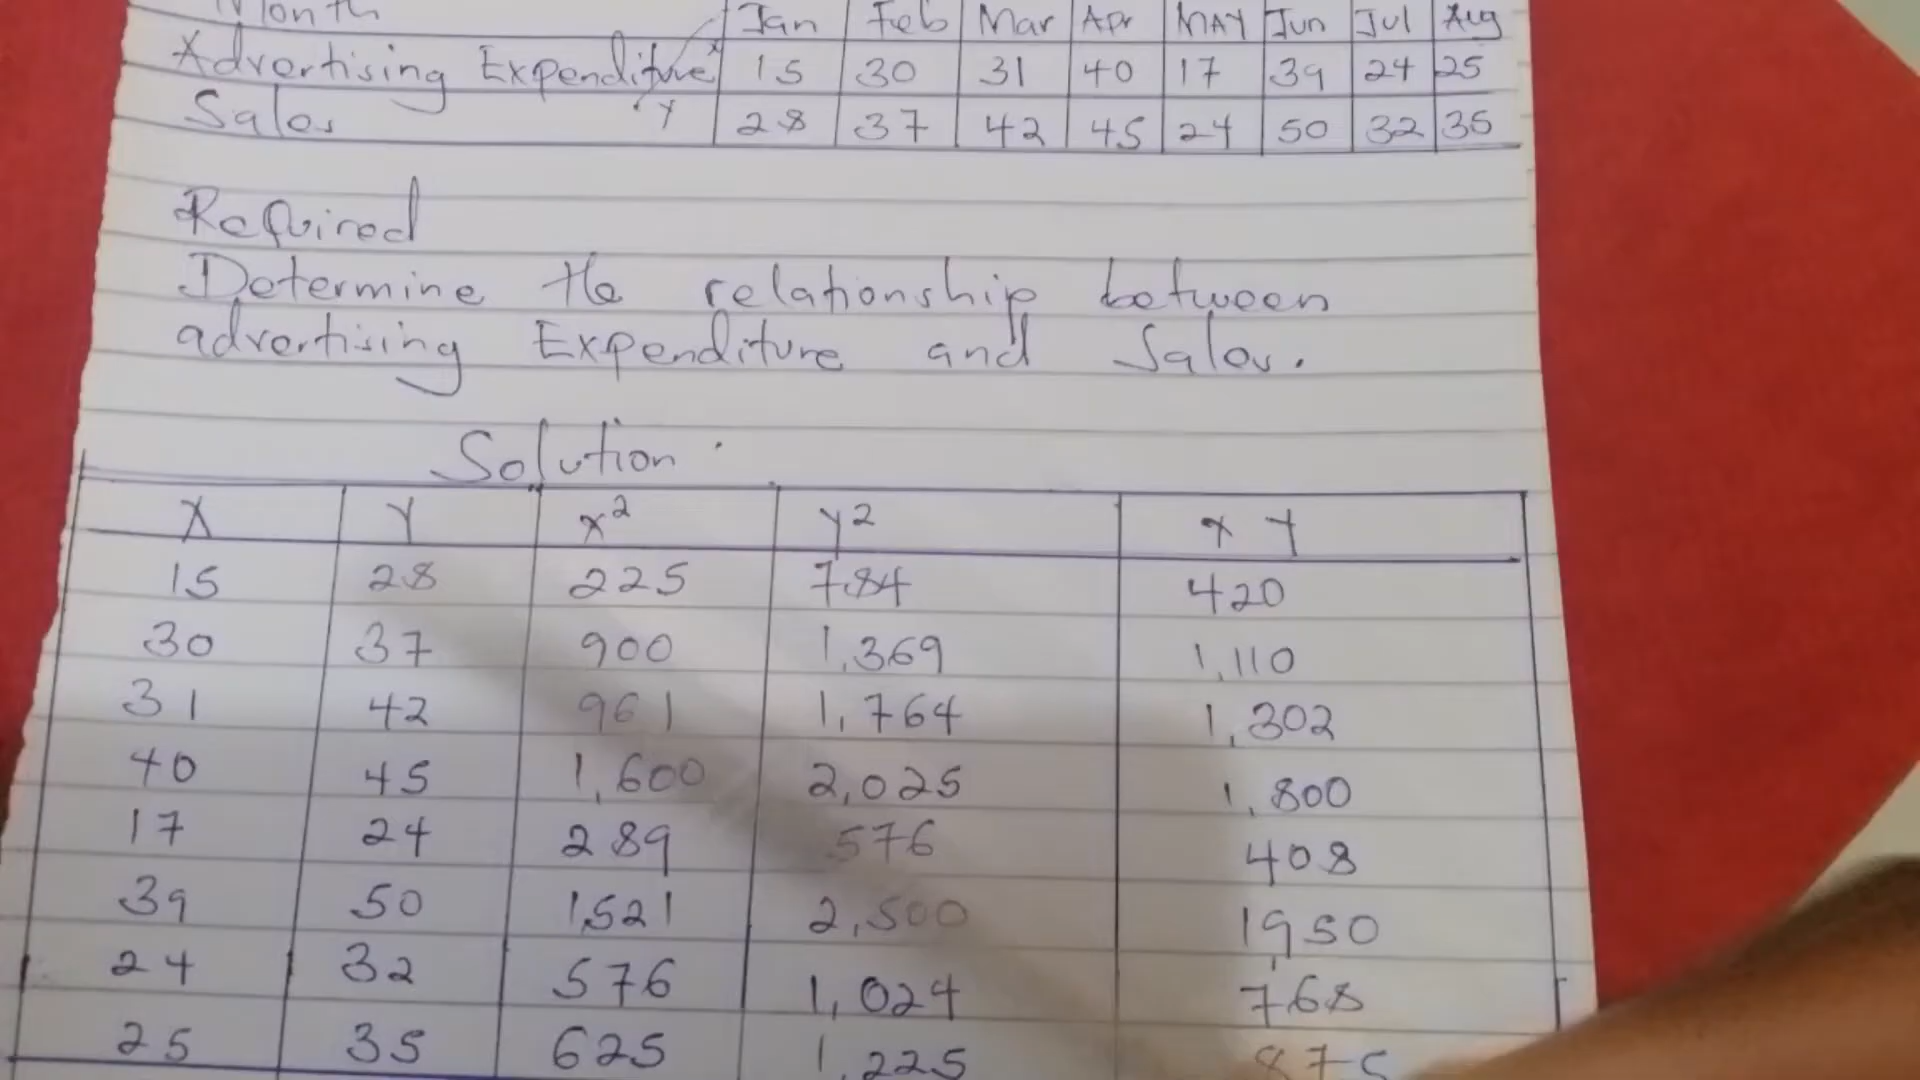 Month Jan Feb Mar Apr MAY Jun Jul Aug
Advertising Expenditure x 15 30 31 40 17 39 24 25
Sales Y 28 37 42 45 24 50 32 35
Required
Determine the relationship between
advertising Expenditure and Sales.
Solution
X Y x² y² x y
15 28 225 784 420
30 37 900 1,369 1,110
31 42 961 1,764 1,302
40 45 1,600 2,025 1,800
17 24 289 576 408
39 50 1,521 2,500 1,950
24 32 576 1,024 768
25 35 625 1,225 875